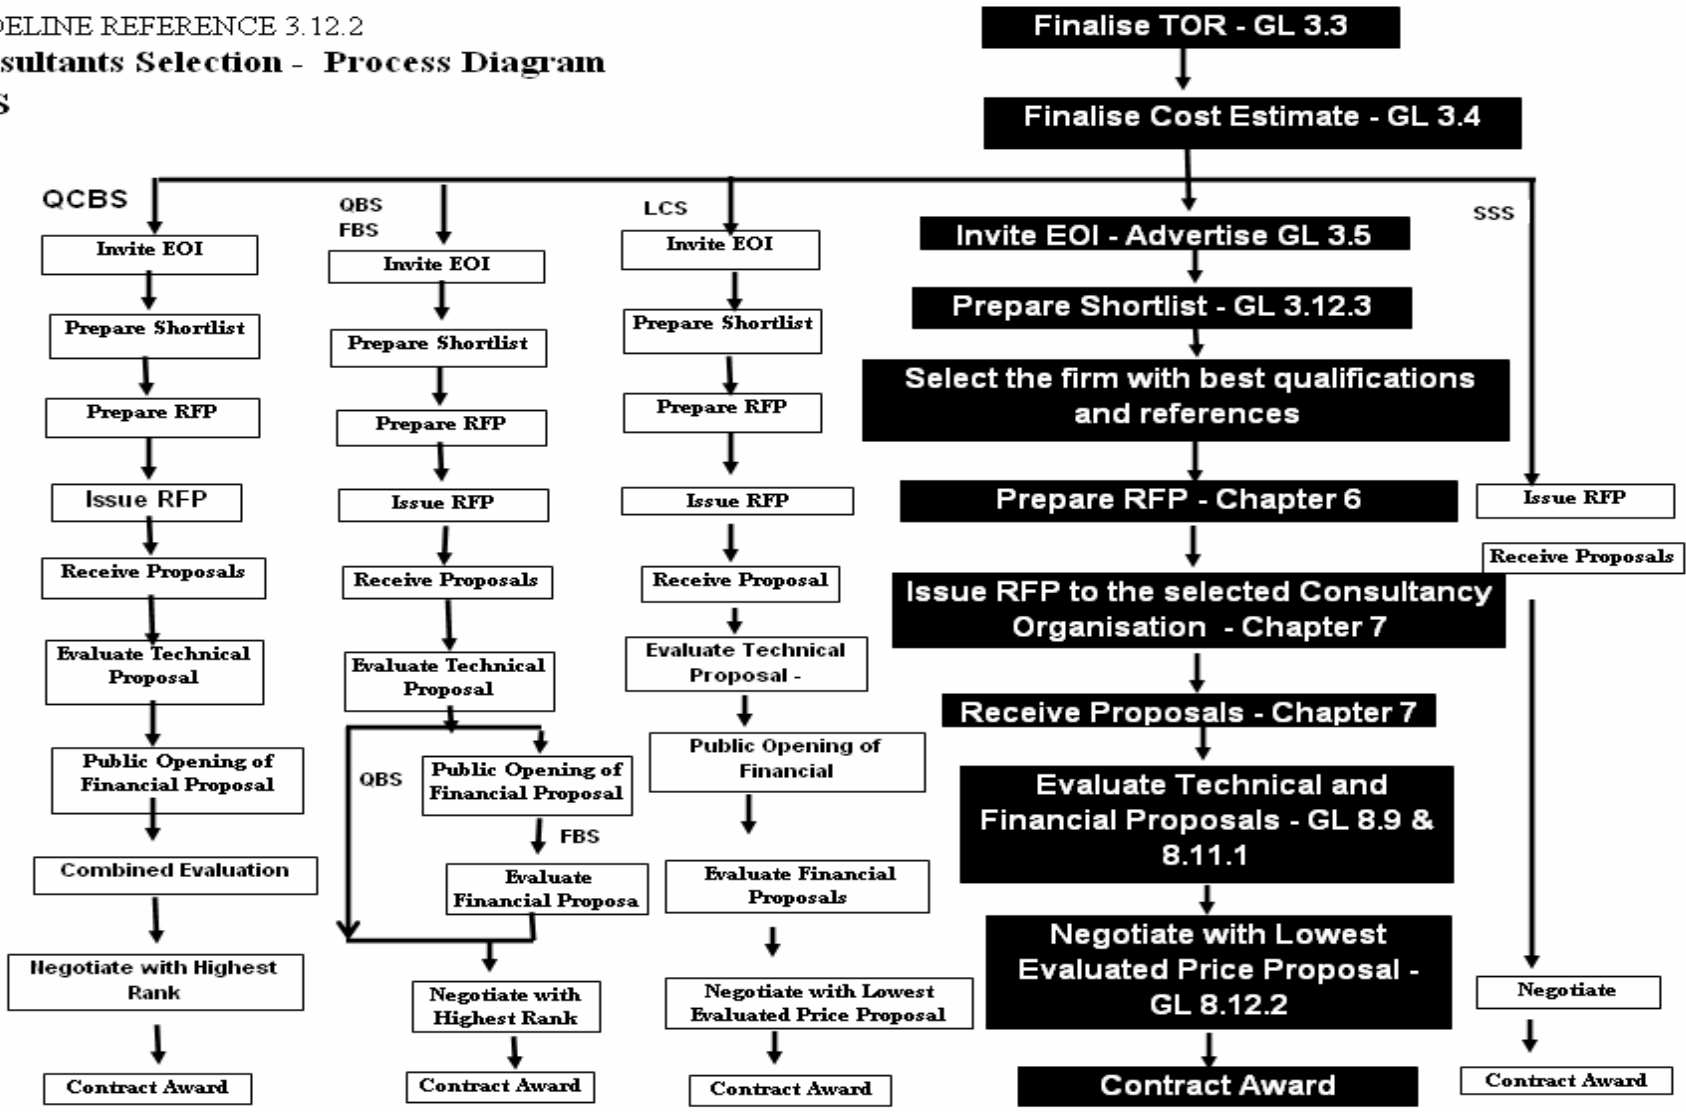 DELINE REFERENCE 3.12.2
sultants Selection - Process Diagram
S
Finalise TOR - GL 3.3
Finalise Cost Estimate - GL 3.4
QCBS
Invite EOI
Prepare Shortlist
Prepare RFP
Issue RFP
Receive Proposals
Evaluate Technical
Proposal
Public Opening of
Financial Proposal
Combined Evaluation
Negotiate with Highest
Rank
Contract Award
QBS
FBS
Invite EOI
Prepare Shortlist
Prepare RFP
Issue RFP
Receive Proposals
Evaluate Technical
Proposal
QBS
Public Opening of
Financial Proposal
FBS
Evaluate
Financial Proposa
Negotiate with
Highest Rank
Contract Award
LCS
Invite EOI
Prepare Shortlist
Prepare RFP
Issue RFP
Receive Proposal
Evaluate Technical
Proposal -
Public Opening of
Financial
Evaluate Financial
Proposals
Negotiate with Lowest
Evaluated Price Proposal
Contract Award
Invite EOI - Advertise GL 3.5
Prepare Shortlist - GL 3.12.3
Select the firm with best qualifications
and references
Prepare RFP - Chapter 6
Issue RFP to the selected Consultancy
Organisation - Chapter 7
Receive Proposals - Chapter 7
Evaluate Technical and
Financial Proposals - GL 8.9 &
8.11.1
Negotiate with Lowest
Evaluated Price Proposal -
GL 8.12.2
Contract Award
SSS
Issue RFP
Receive Proposals
Negotiate
Contract Award